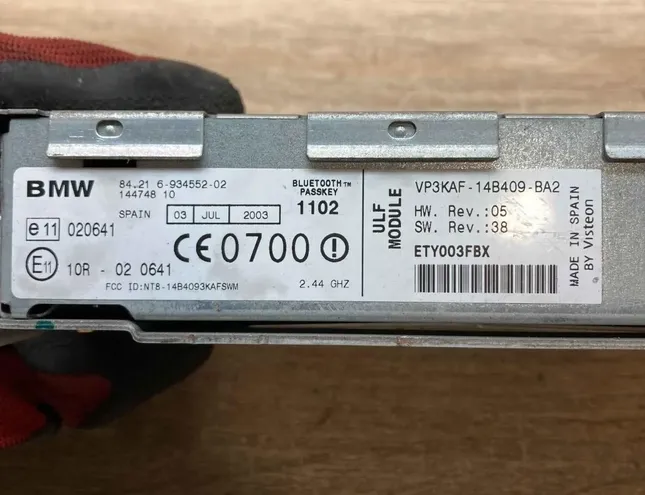 BMW
84.21 6-934552-02
144748 10
BLUETOOTH™
PASSKEY
1102
SPAIN 03 JUL 2003
e11 020641
CE0700!
E11 10R - 02 0641
FCC ID:NT8-14B4093KAFSWM
2.44 GHZ
ULF
MODULE
VP3KAF-14B409-BA2
HW. Rev.:05
SW. Rev.:38
ETY003FBX
MADE IN SPAIN
BY Visteon